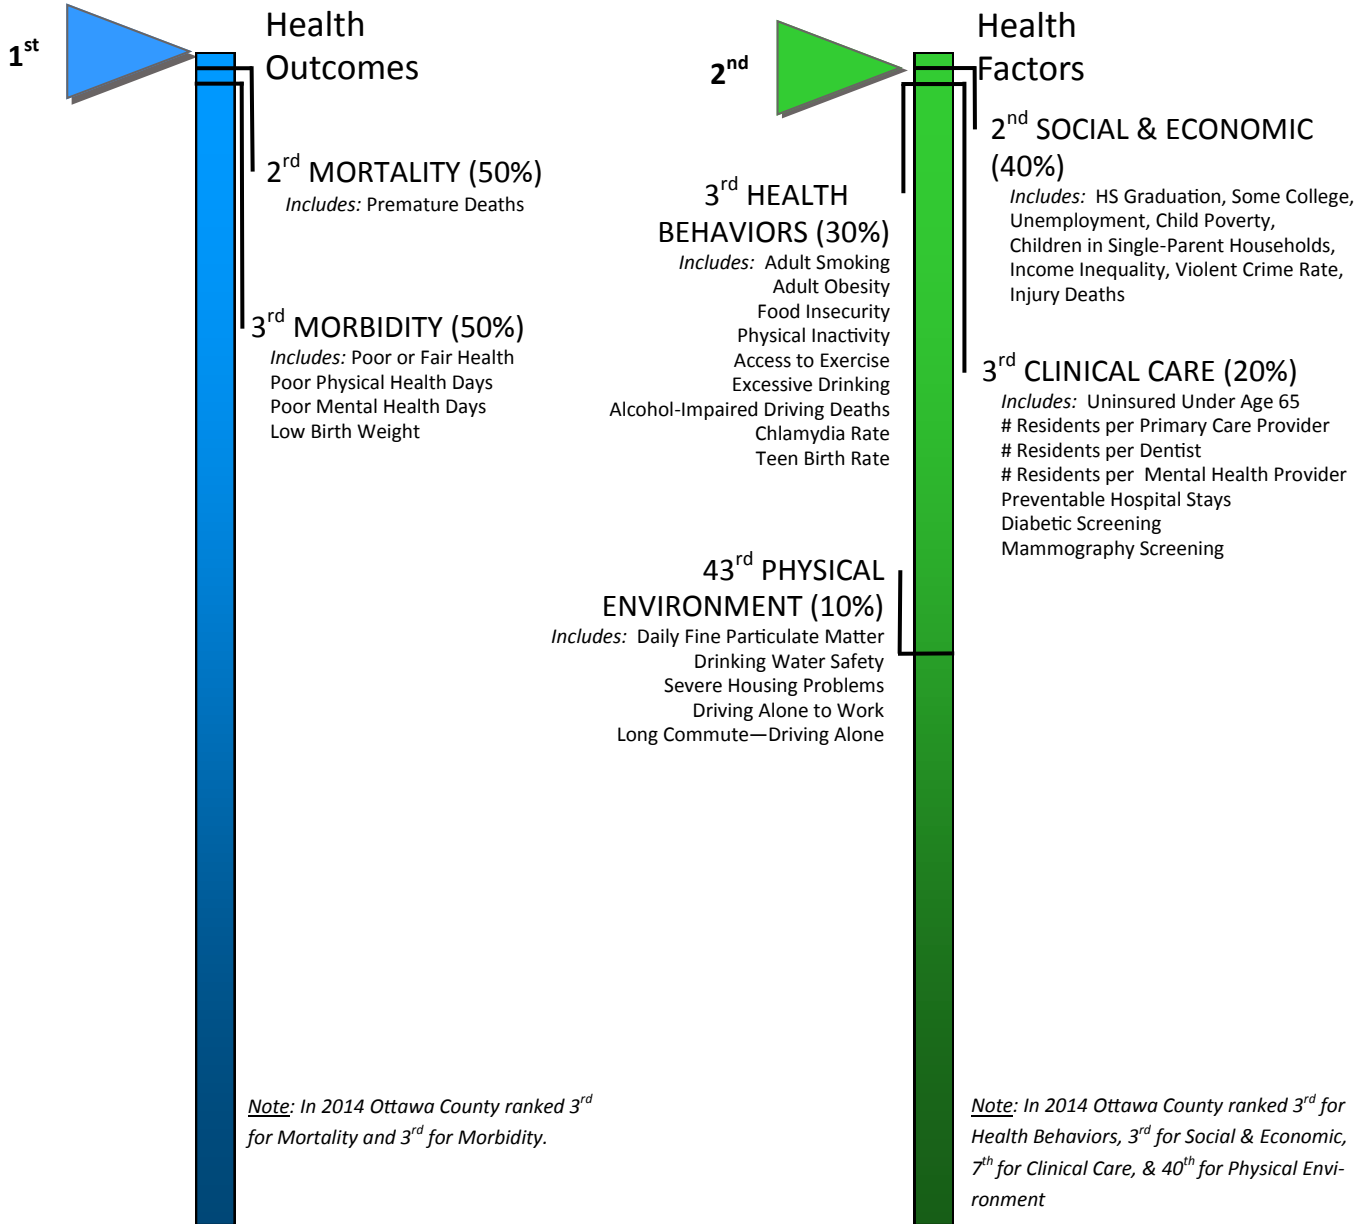 1st
Health
Outcomes
2rd MORTALITY (50%)
Includes: Premature Deaths
3rd MORBIDITY (50%)
Includes: Poor or Fair Health
Poor Physical Health Days
Poor Mental Health Days
Low Birth Weight
Note: In 2014 Ottawa County ranked 3rd
for Mortality and 3rd for Morbidity.
2nd
Health
Factors
2nd SOCIAL & ECONOMIC
(40%)
Includes: HS Graduation, Some College,
Unemployment, Child Poverty,
Children in Single-Parent Households,
Income Inequality, Violent Crime Rate,
Injury Deaths
3rd HEALTH
BEHAVIORS (30%)
Includes: Adult Smoking
Adult Obesity
Food Insecurity
Physical Inactivity
Access to Exercise
Excessive Drinking
Alcohol-Impaired Driving Deaths
Chlamydia Rate
Teen Birth Rate
3rd CLINICAL CARE (20%)
Includes: Uninsured Under Age 65
# Residents per Primary Care Provider
# Residents per Dentist
# Residents per Mental Health Provider
Preventable Hospital Stays
Diabetic Screening
Mammography Screening
43rd PHYSICAL
ENVIRONMENT (10%)
Includes: Daily Fine Particulate Matter
Drinking Water Safety
Severe Housing Problems
Driving Alone to Work
Long Commute—Driving Alone
Note: In 2014 Ottawa County ranked 3rd for
Health Behaviors, 3rd for Social & Economic,
7th for Clinical Care, & 40th for Physical Envi-
ronment